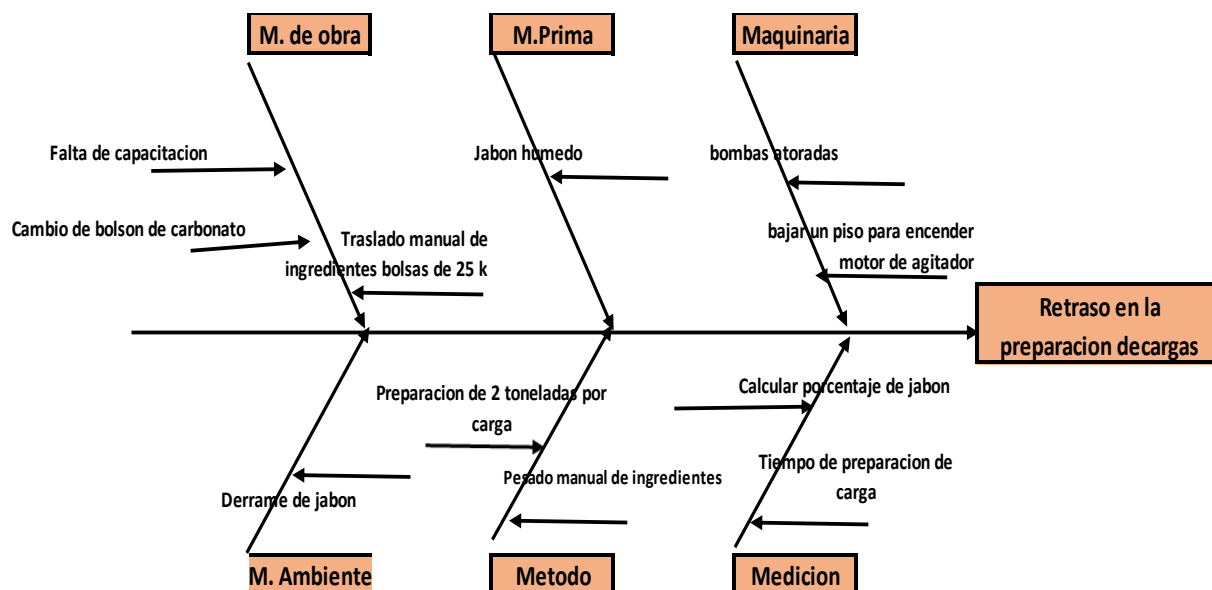 M. de obra
M.Prima
Maquinaria
Falta de capacitacion
Jabon humedo
bombas atoradas
Cambio de bolson de carbonato
Traslado manual de
ingredientes bolsas de 25 k
bajar un piso para encender
motor de agitador
Retraso en la
preparacion decargas
Preparacion de 2 toneladas por
carga
Calcular porcentaje de jabon
Derrame de jabon
Pesado manual de ingredientes
Tiempo de preparacion de
carga
M. Ambiente
Metodo
Medicion